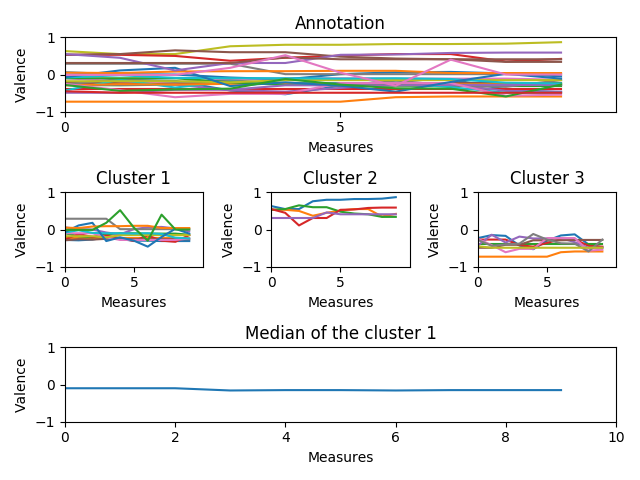 Annotation
1
0
−1
Valence
0 5
Measures
Cluster 1 Cluster 2 Cluster 3
1 1 1
0 0 0
−1 −1 −1
Valence Valence Valence
0 5 0 5 0 5
Measures Measures Measures
Median of the cluster 1
1
0
−1
Valence
0 2 4 6 8 10
Measures